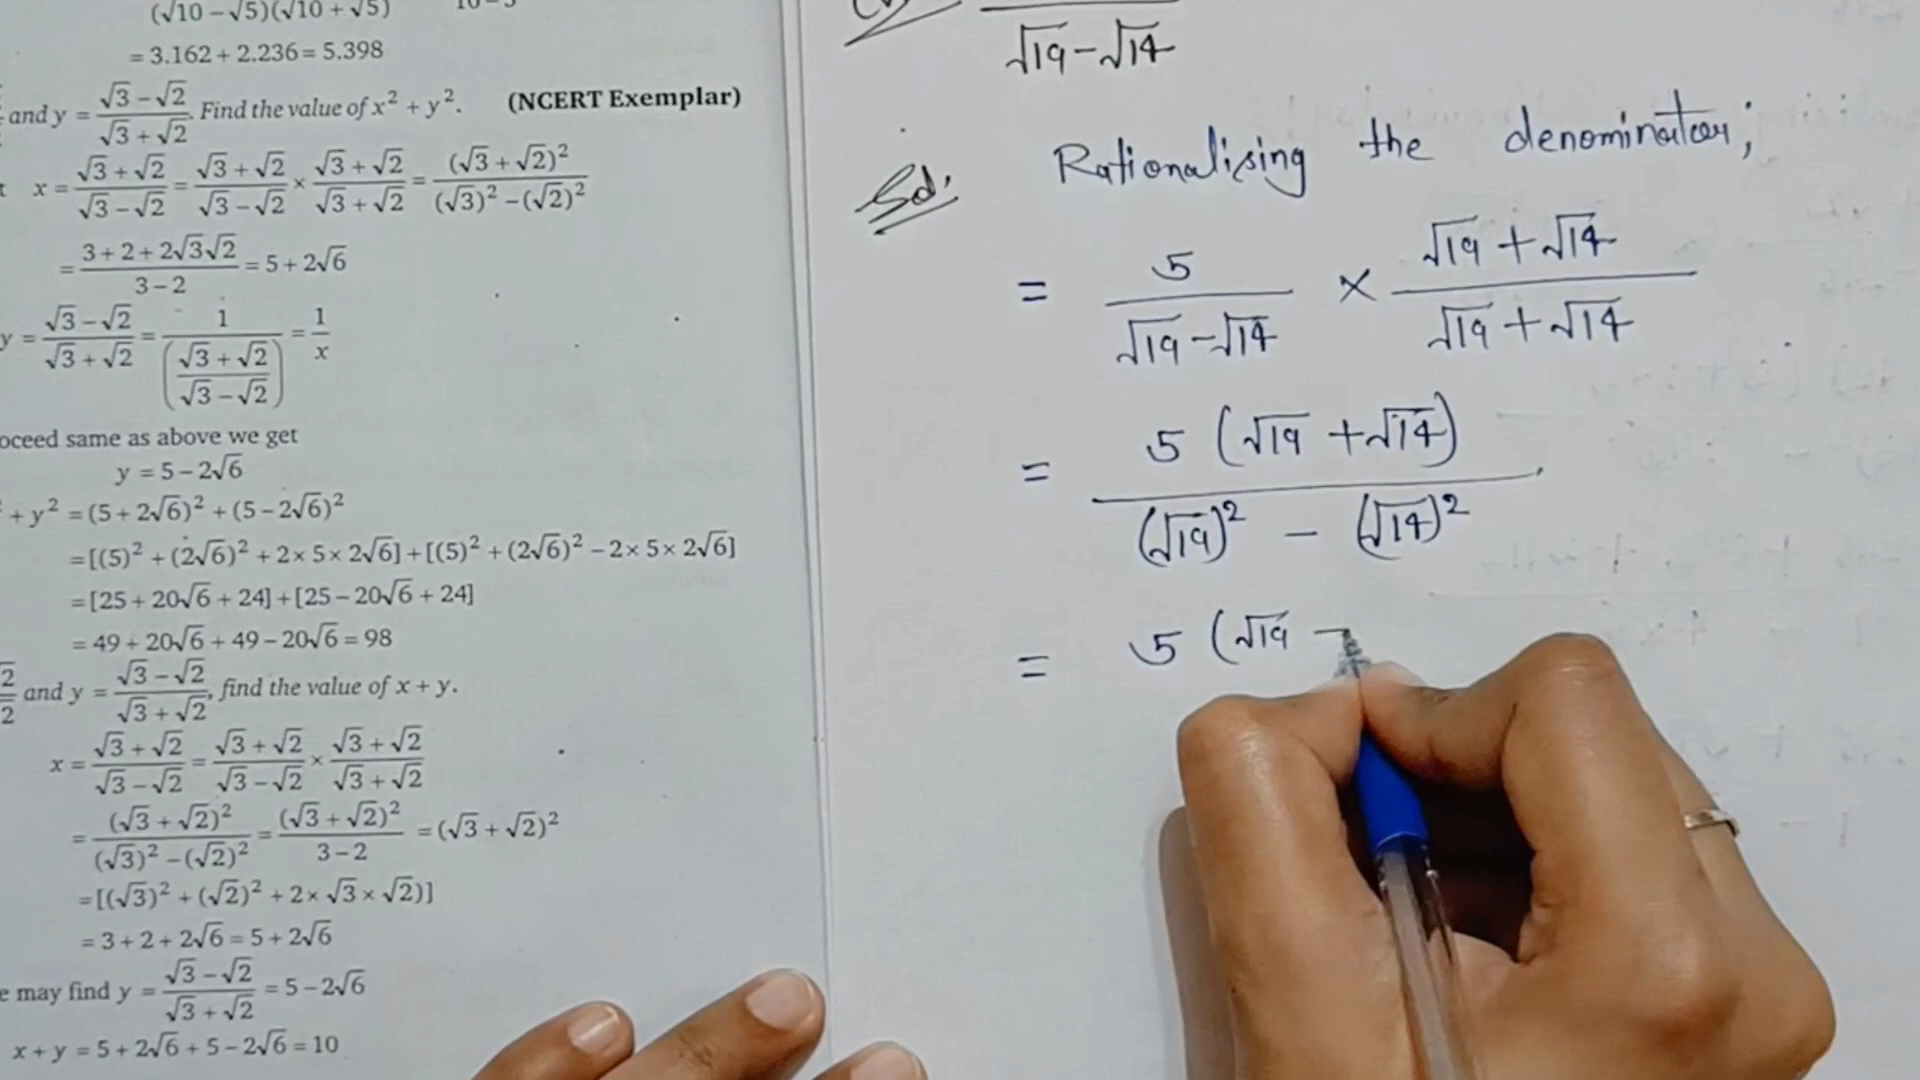 (√10 − √5)(√10 + √5)
= 3.162 + 2.236 = 5.398
and y = (√3 − √2)/(√3 + √2). Find the value of x² + y². (NCERT Exemplar)
x = (√3 + √2)/(√3 − √2) = (√3 + √2)/(√3 − √2) × (√3 + √2)/(√3 + √2) = (√3 + √2)²/((√3)² − (√2)²)
= (3 + 2 + 2√3√2)/(3 − 2) = 5 + 2√6
y = (√3 − √2)/(√3 + √2) = 1/((√3 + √2)/(√3 − √2)) = 1/x
oceed same as above we get
y = 5 − 2√6
+ y² = (5 + 2√6)² + (5 − 2√6)²
= [(5)² + (2√6)² + 2 × 5 × 2√6] + [(5)² + (2√6)² − 2 × 5 × 2√6]
= [25 + 20√6 + 24] + [25 − 20√6 + 24]
= 49 + 20√6 + 49 − 20√6 = 98
and y = (√3 − √2)/(√3 + √2), find the value of x + y.
x = (√3 + √2)/(√3 − √2) = (√3 + √2)/(√3 − √2) × (√3 + √2)/(√3 + √2)
= (√3 + √2)²/((√3)² − (√2)²) = (√3 + √2)²/(3 − 2) = (√3 + √2)²
= [(√3)² + (√2)² + 2 × √3 × √2)]
= 3 + 2 + 2√6 = 5 + 2√6
e may find y = (√3 − √2)/(√3 + √2) = 5 − 2√6
x + y = 5 + 2√6 + 5 − 2√6 = 10
√19 − √14
Sol: Rationalising the denominator;
= 5/(√19 − √14) × (√19 + √14)/(√19 + √14)
= 5 (√19 + √14)/((√19)² − (√14)²)
= 5 (√19